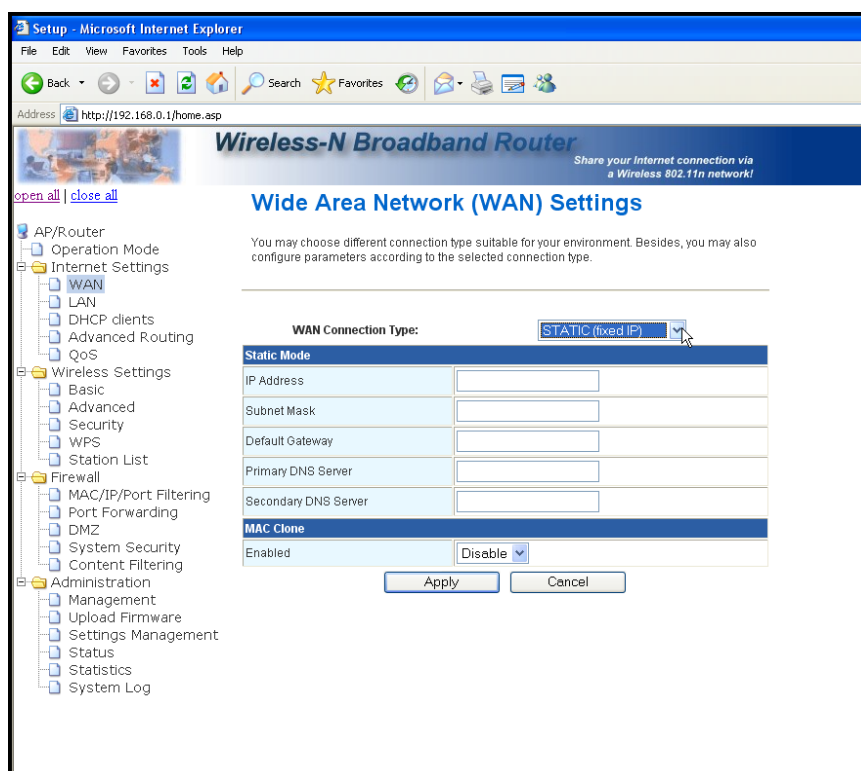 Setup - Microsoft Internet Explorer
File Edit View Favorites Tools Help
Back Search Favorites
Address http://192.168.0.1/home.asp
Wireless-N Broadband Router
Share your Internet connection via
a Wireless 802.11n network!
open all | close all
AP/Router
Operation Mode
Internet Settings
WAN
LAN
DHCP clients
Advanced Routing
QoS
Wireless Settings
Basic
Advanced
Security
WPS
Station List
Firewall
MAC/IP/Port Filtering
Port Forwarding
DMZ
System Security
Content Filtering
Administration
Management
Upload Firmware
Settings Management
Status
Statistics
System Log
Wide Area Network (WAN) Settings
You may choose different connection type suitable for your environment. Besides, you may also
configure parameters according to the selected connection type.
WAN Connection Type: STATIC (fixed IP)
Static Mode
IP Address
Subnet Mask
Default Gateway
Primary DNS Server
Secondary DNS Server
MAC Clone
Enabled Disable
Apply Cancel